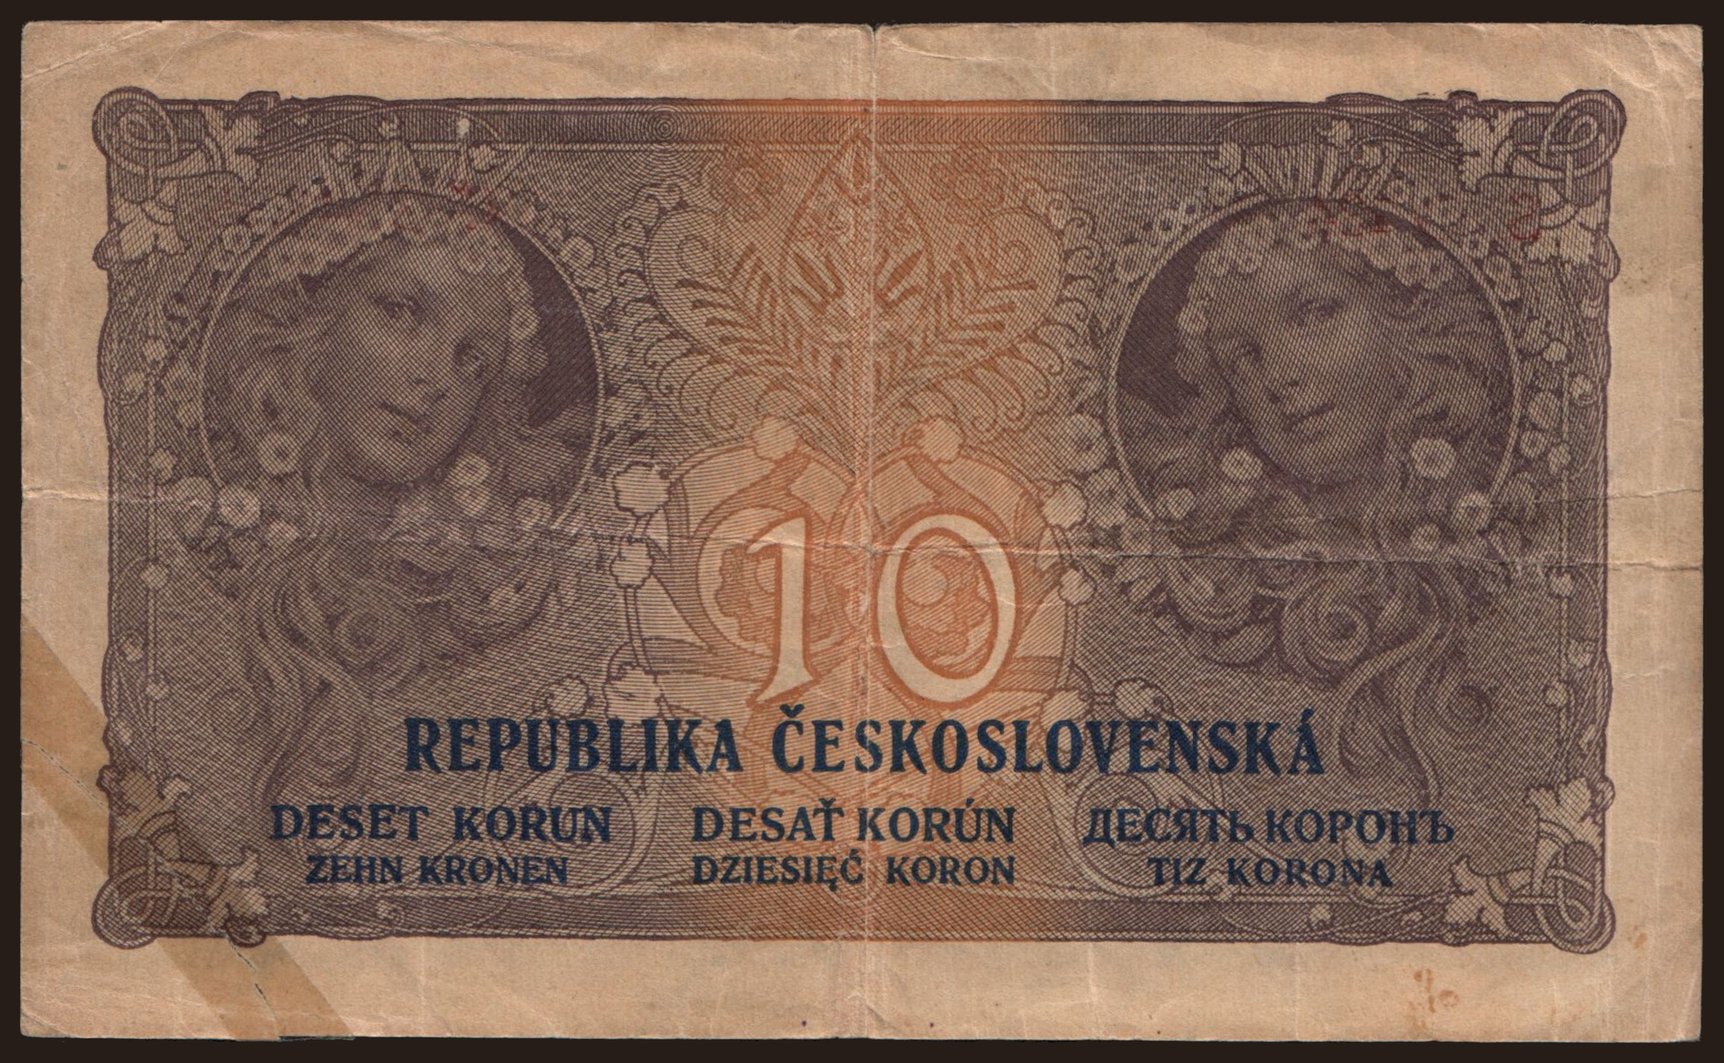 10
REPUBLIKA ČESKOSLOVENSKÁ
DESET KORUN DESAŤ KORÚN ДЕСЯТЬ КОРОНЪ
ZEHN KRONEN DZIESIĘĆ KORON TIZ KORONA